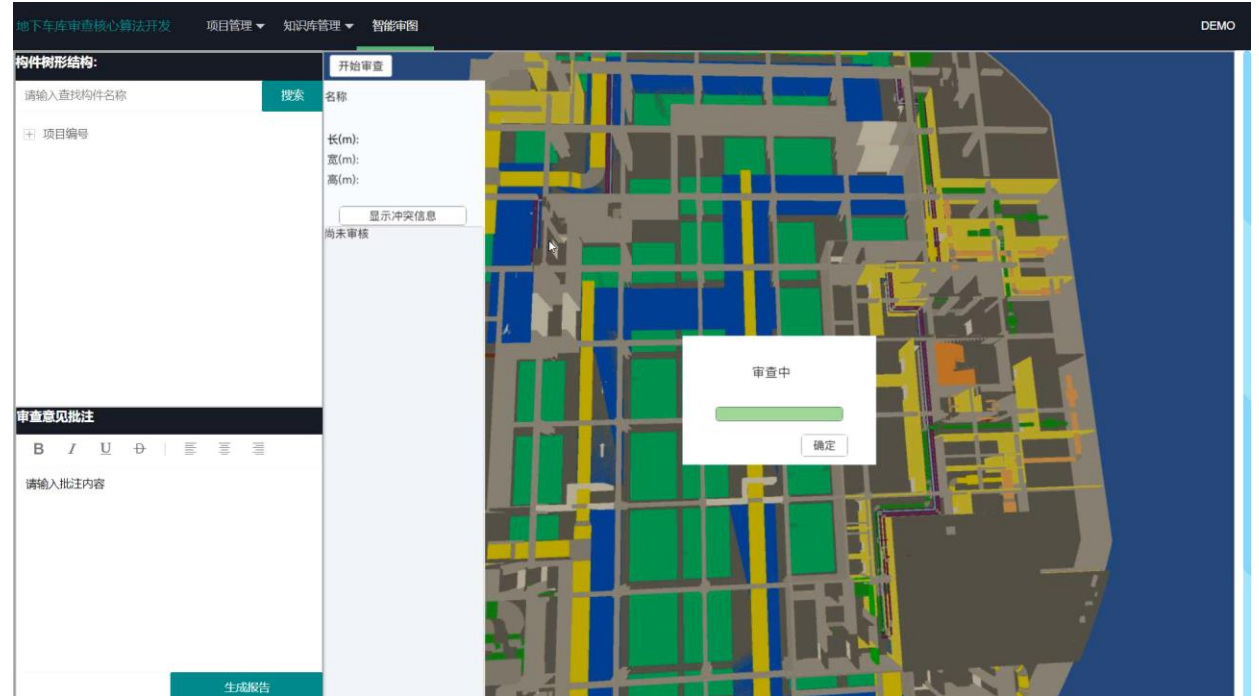 地下车库审查核心算法开发 项目管理 知识库管理 智能审图 DEMO
构件树形结构:
请输入查找构件名称 搜索
项目编号
开始审查
名称
长(m):
宽(m):
高(m):
显示冲突信息
尚未审核
审查中
确定
审查意见批注
B I U D
请输入批注内容
生成报告